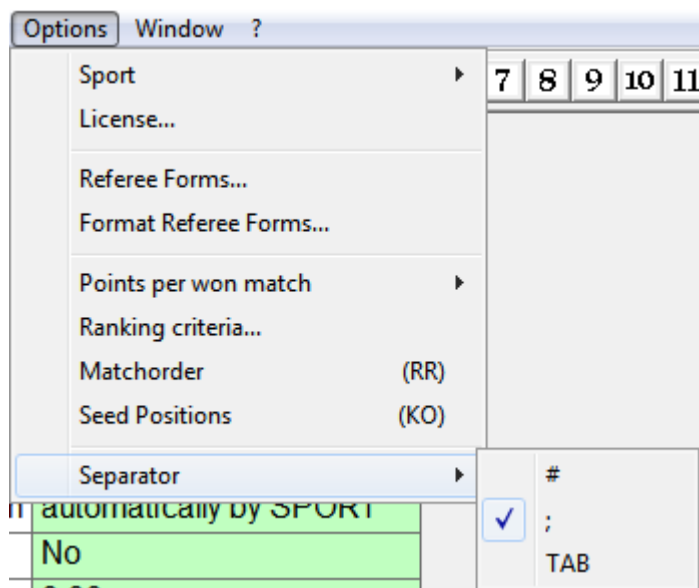 Options Window ?
7 8 9 10 11
Sport
License...
Referee Forms...
Format Referee Forms...
Points per won match
Ranking criteria...
Matchorder (RR)
Seed Positions (KO)
Separator
#
;
TAB
automatically by SPORT
No